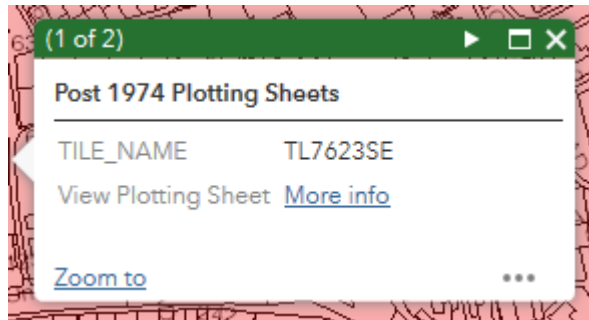 (1 of 2)
Post 1974 Plotting Sheets
TILE_NAME TL7623SE
View Plotting Sheet More info
Zoom to